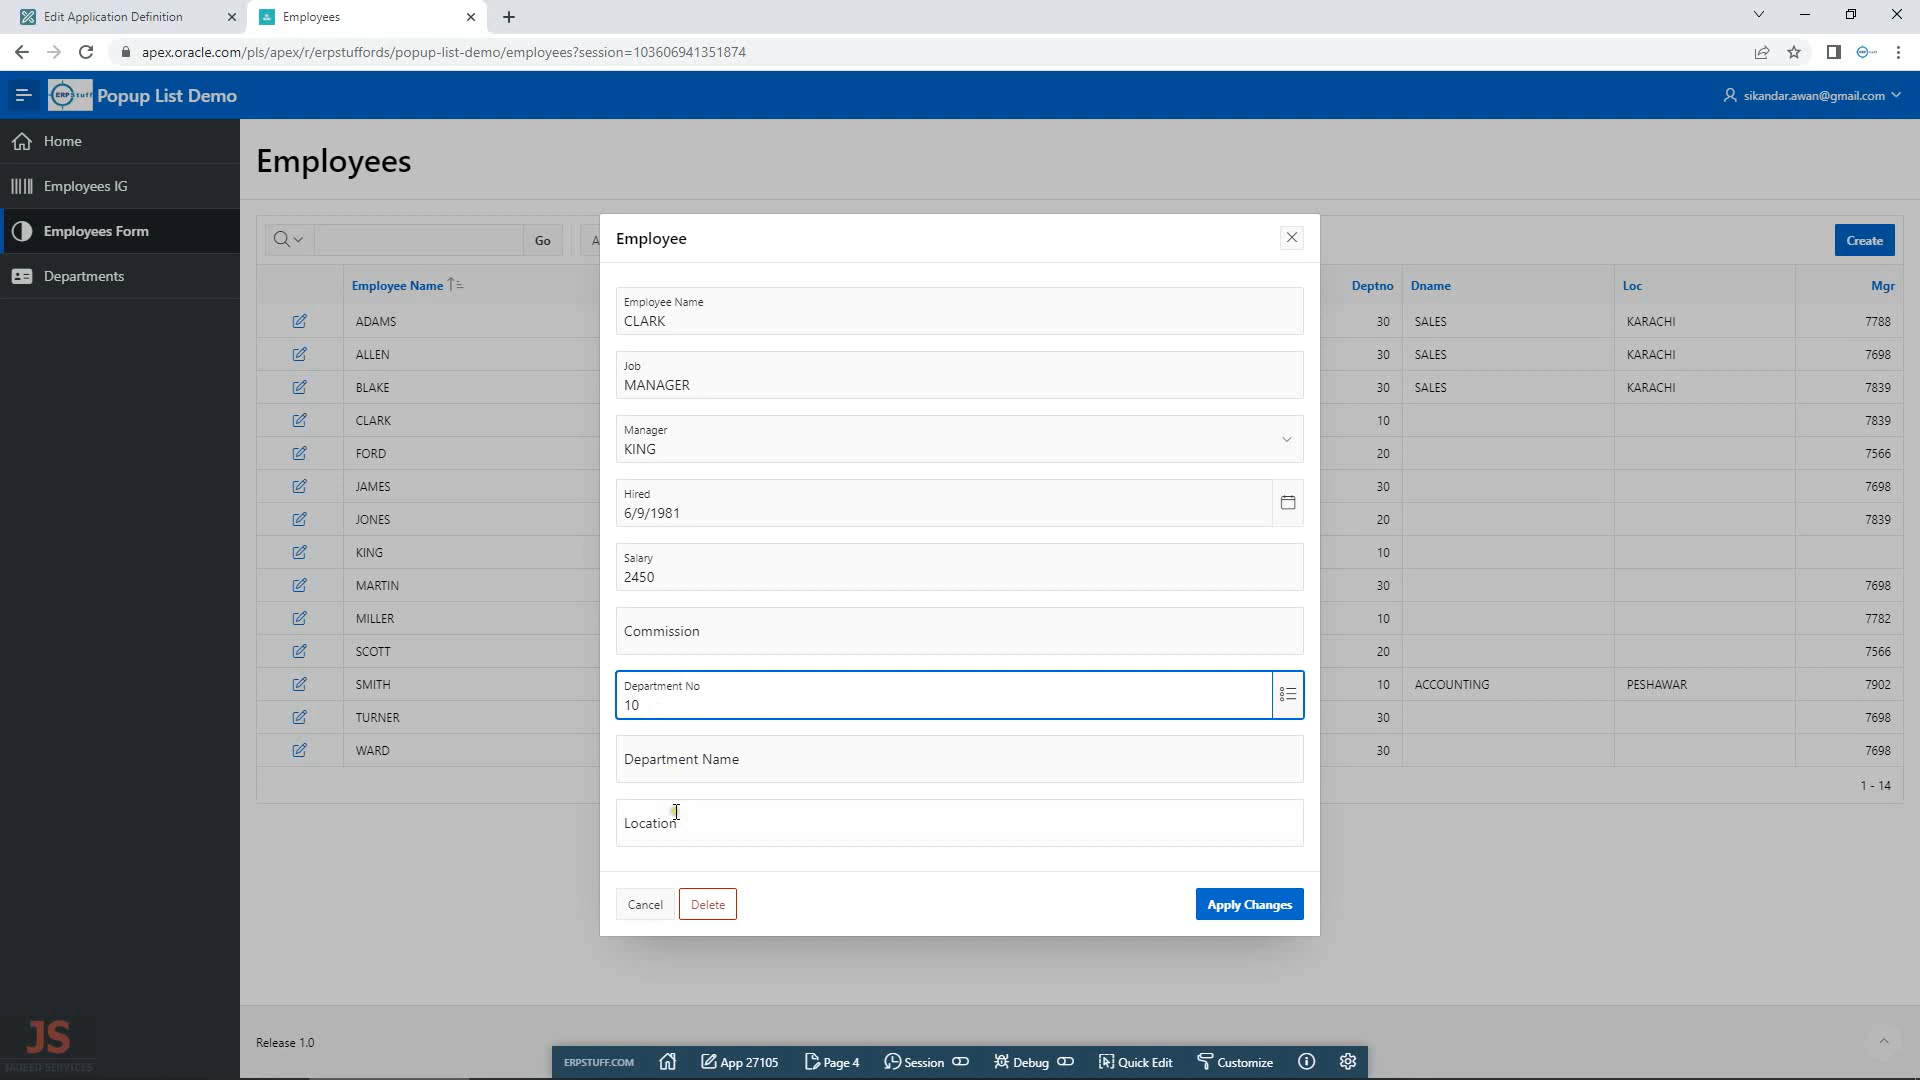 Edit Application Definition
Employees
apex.oracle.com/pls/apex/r/erpstuffords/popup-list-demo/employees?session=103606941351874
ERPStuff Popup List Demo
sikandar.awan@gmail.com
Home
Employees IG
Employees Form
Departments
Employees
Go
A
Create
Employee Name
Deptno Dname Loc Mgr
ADAMS 30 SALES KARACHI 7788
ALLEN 30 SALES KARACHI 7698
BLAKE 30 SALES KARACHI 7839
CLARK 10 7839
FORD 20 7566
JAMES 30 7698
JONES 20 7839
KING 10
MARTIN 30 7698
MILLER 10 7782
SCOTT 20 7566
SMITH 10 ACCOUNTING PESHAWAR 7902
TURNER 30 7698
WARD 30 7698
1 - 14
Employee
Employee Name
CLARK
Job
MANAGER
Manager
KING
Hired
6/9/1981
Salary
2450
Commission
Department No
10
Department Name
Location
Cancel
Delete
Apply Changes
Release 1.0
JS
JADEED SERVICES
ERPSTUFF.COM App 27105 Page 4 Session Debug Quick Edit Customize